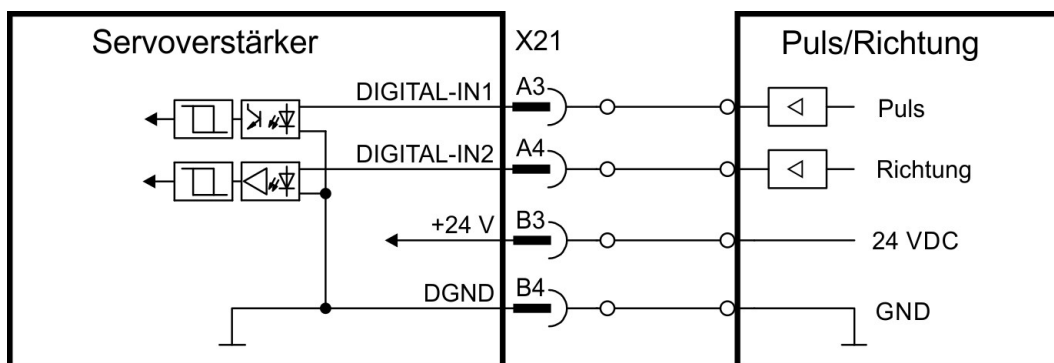 Servoverstärker
X21
Puls/Richtung
DIGITAL-IN1
A3
Puls
DIGITAL-IN2
A4
Richtung
+24 V
B3
24 VDC
DGND
B4
GND